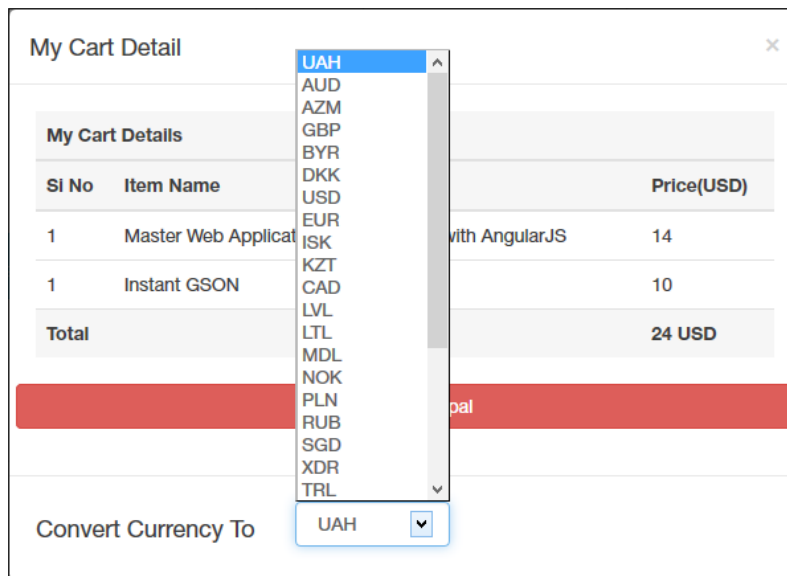 My Cart Detail
×
My Cart Details
Si No Item Name Price(USD)
1 Master Web Applicat with AngularJS 14
1 Instant GSON 10
Total 24 USD
pal
UAH
AUD
AZM
GBP
BYR
DKK
USD
EUR
ISK
KZT
CAD
LVL
LTL
MDL
NOK
PLN
RUB
SGD
XDR
TRL
Convert Currency To UAH